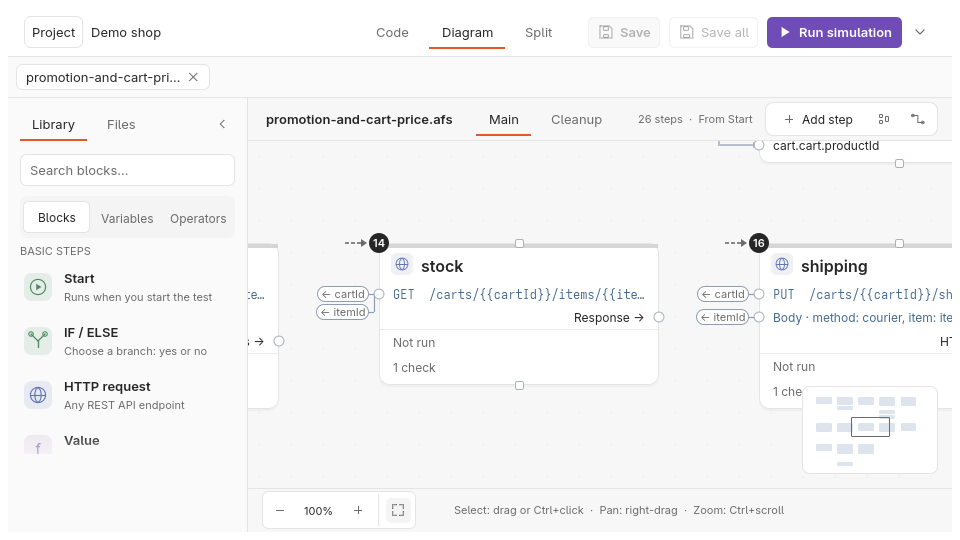 Project
Demo shop
Code
Diagram
Split
Save
Save all
Run simulation
promotion-and-cart-pri...
Library
Files
promotion-and-cart-price.afs
Main
Cleanup
26 steps · From Start
Add step
Search blocks...
Blocks
Variables
Operators
BASIC STEPS
Start
Runs when you start the test
IF / ELSE
Choose a branch: yes or no
HTTP request
Any REST API endpoint
Value
f
cart.cart.productId
te…
s →
14
stock
← cartId
← itemId
GET /carts/{{cartId}}/items/{{ite…
Response →
Not run
1 check
16
shipping
← cartId
← itemId
PUT /carts/{{cartId}}/sh
Body · method: courier, item: ite
HT
Not run
1 che
− 100% +
Select: drag or Ctrl+click · Pan: right-drag · Zoom: Ctrl+scroll